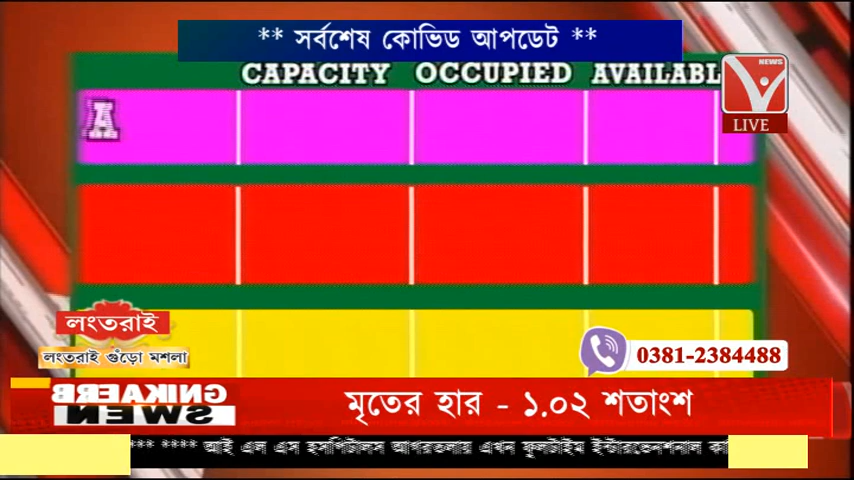 ** সর্বশেষ কোভিড আপডেট **
CAPACITY OCCUPIED AVAILABL
NEWS
LIVE
A
লংতরাই
লংতরাই গুঁড়ো মশলা
0381-2384488
BREAKING
NEWS
মৃতের হার - ১.০২ শতাংশ
*** **** আই এল এস হসপিটালস আগরতলায় এখন ফুলটাইম ইন্টারভেনশনাল